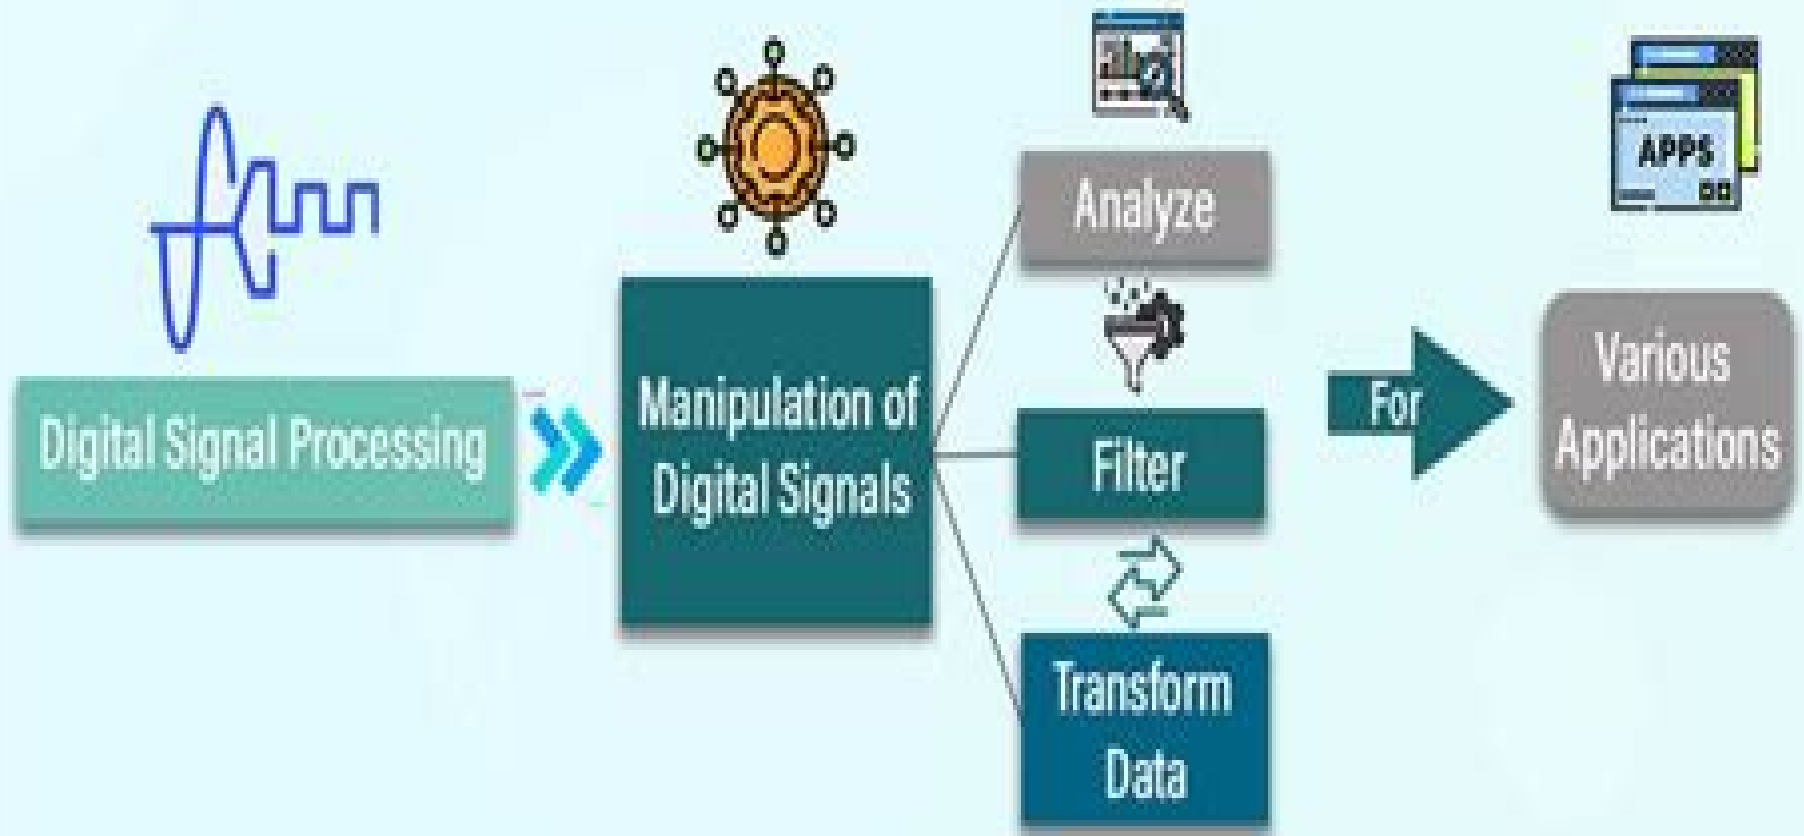 Digital Signal Processing
Manipulation of
Digital Signals
Analyze
Filter
Transform
Data
For
APPS
Various
Applications